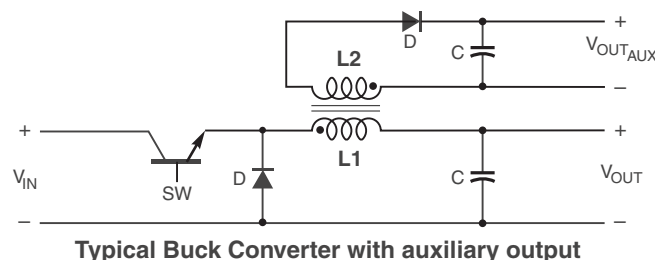 D
+
C
V_OUT_AUX
L2
–
+
+
L1
V_IN
SW
D
C
V_OUT
–
–
Typical Buck Converter with auxiliary output